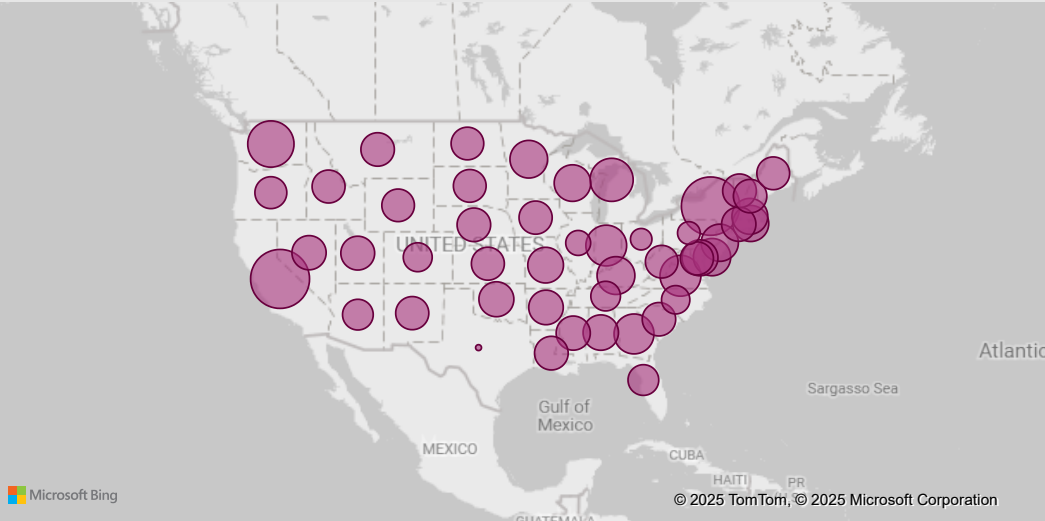 UNITED STATES
Atlantic
Sargasso Sea
Gulf of
Mexico
MEXICO
CUBA
HAITI
PR
GUATEMALA
Microsoft Bing
© 2025 TomTom, © 2025 Microsoft Corporation